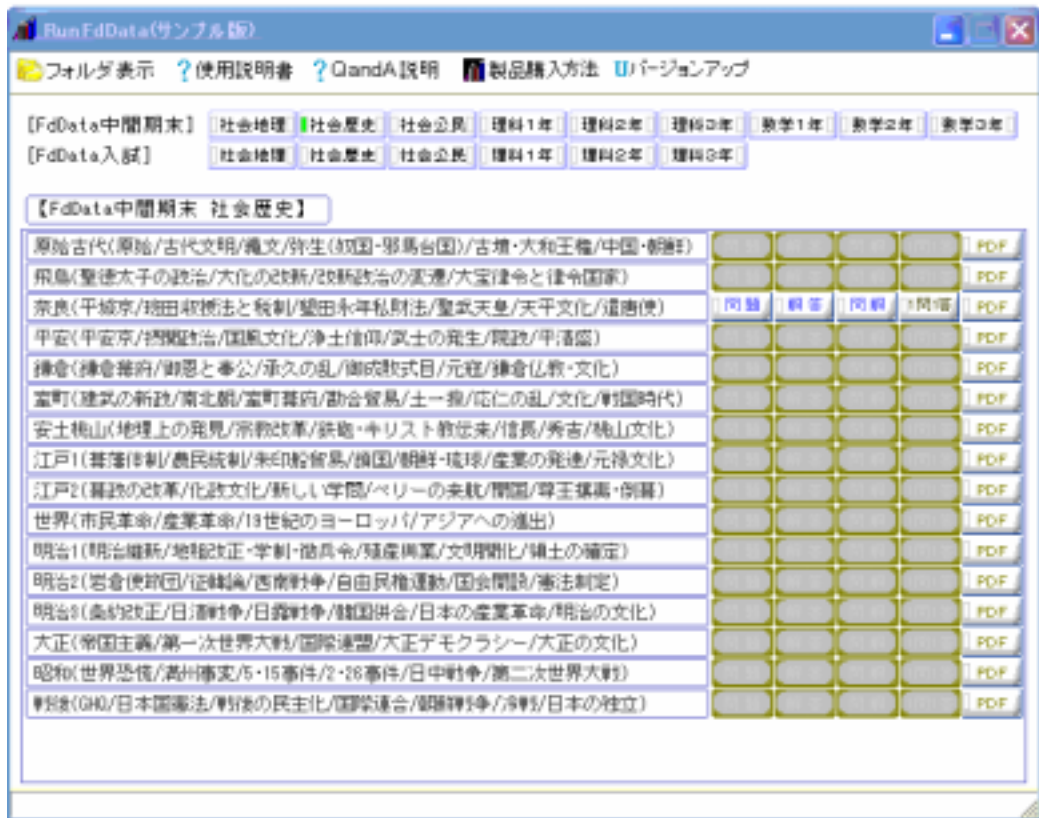 RunFdData(サンプル版)
フォルダ表示 ?使用説明書 ?QandA説明 製品購入方法 Uバージョンアップ
[FdData中間期末] 社会地理 社会歴史 社会公民 理科1年 理科2年 理科3年 数学1年 数学2年 数学3年
[FdData入試] 社会地理 社会歴史 社会公民 理科1年 理科2年 理科3年
【FdData中間期末 社会歴史】
原始古代(原始/古代文明/縄文/弥生(奴国・邪馬台国)/古墳・大和王権/中国・朝鮮) PDF
飛鳥(聖徳太子の政治/大化の改新/改新政治の変遷/大宝律令と律令国家) PDF
奈良(平城京/班田収授法と税制/墾田永年私財法/聖武天皇/天平文化/遣唐使) 問題 解答 問解 問答 PDF
平安(平安京/摂関政治/国風文化/浄土信仰/武士の発生/院政/平清盛) PDF
鎌倉(鎌倉幕府/御恩と奉公/承久の乱/御成敗式目/元寇/鎌倉仏教・文化) PDF
室町(建武の新政/南北朝/室町幕府/勘合貿易/土一揆/応仁の乱/文化/戦国時代) PDF
安土桃山(地理上の発見/宗教改革/鉄砲・キリスト教伝来/信長/秀吉/桃山文化) PDF
江戸1(幕藩体制/農民統制/朱印船貿易/鎖国/朝鮮・琉球/産業の発達/元禄文化) PDF
江戸2(幕政の改革/化政文化/新しい学問/ペリーの来航/開国/尊王攘夷・倒幕) PDF
世界(市民革命/産業革命/19世紀のヨーロッパ/アジアへの進出) PDF
明治1(明治維新/地租改正・学制・徴兵令/殖産興業/文明開化/領土の確定) PDF
明治2(岩倉使節団/征韓論/西南戦争/自由民権運動/国会開設/憲法制定) PDF
明治3(条約改正/日清戦争/日露戦争/韓国併合/日本の産業革命/明治の文化) PDF
大正(帝国主義/第一次世界大戦/国際連盟/大正デモクラシー/大正の文化) PDF
昭和(世界恐慌/満州事変/5・15事件/2・26事件/日中戦争/第二次世界大戦) PDF
戦後(GHQ/日本国憲法/戦後の民主化/国際連合/朝鮮戦争/冷戦/日本の独立) PDF